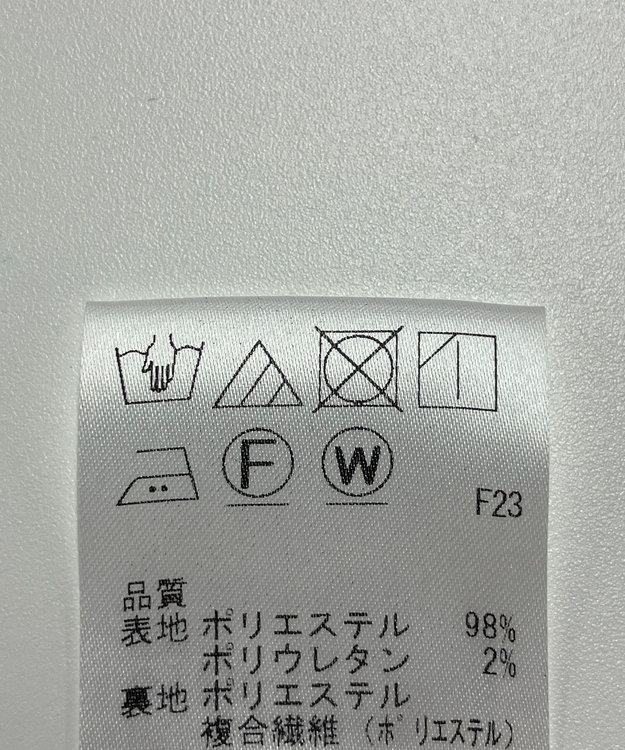 F W
F23
品質
表地 ポリエステル 98%
ポリウレタン 2%
裏地 ポリエステル
複合繊維(ポリエステル)